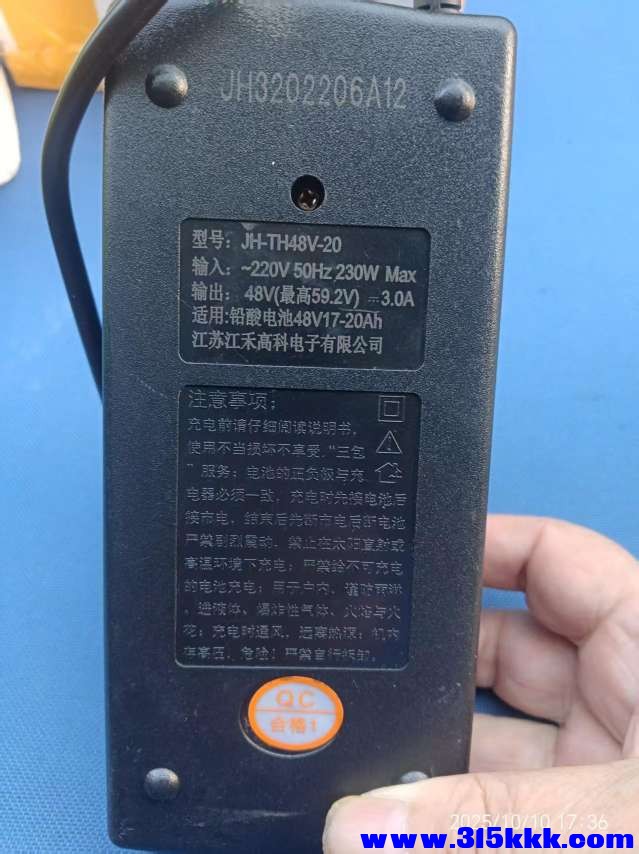 JH3202206A12
型号：JH-TH48V-20
输入：~220V 50Hz 230W Max
输出：48V(最高59.2V) ⎓3.0A
适用:铅酸电池48V17-20Ah
江苏江禾高科电子有限公司
注意事项：
充电前请仔细阅读说明书，
使用不当损坏不享受，“三包
”服务；电池的正负极与充
电器必须一致，充电时先接电池后
接市电，结束后先断市电后断电池
严禁剧烈震动，禁止在太阳直射或
高温环境下充电；严禁给不可充电
的电池充电；用于户内，谨防雨淋
，进液体、爆炸性气体、火焰与火
花；充电时通风，远离热源；机内
存高压，危险！严禁自行拆卸。
QC
合格1
2025/10/10 17:36
www.315kkk.com